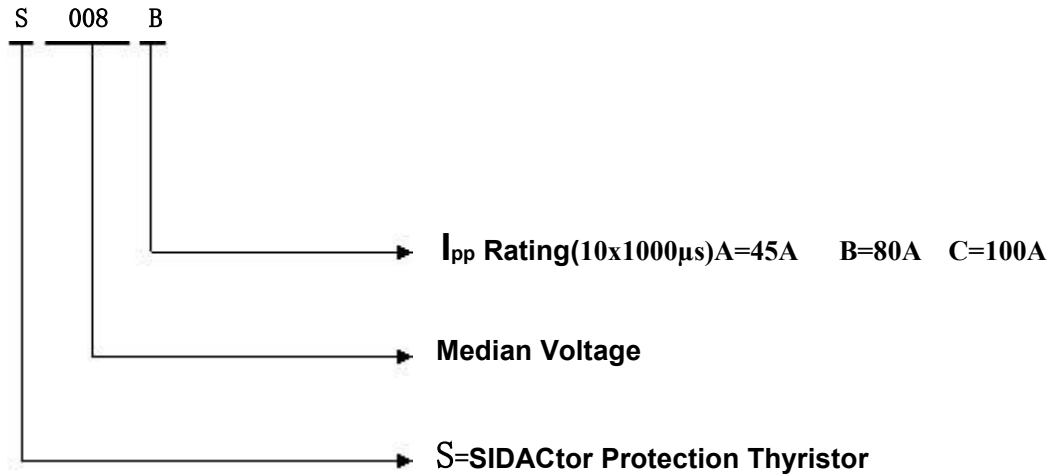 S 008 B
Ipp Rating(10x1000μs)A=45A B=80A C=100A
Median Voltage
S=SIDACtor Protection Thyristor